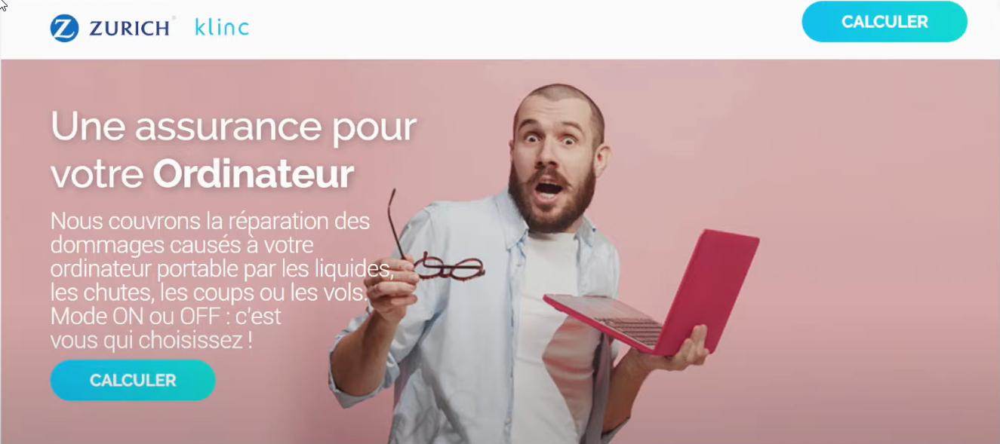 ZURICH® klinc
CALCULER
Une assurance pour
votre Ordinateur
Nous couvrons la réparation des
dommages causés à votre
ordinateur portable par les liquides,
les chutes, les coups ou les vols.
Mode ON ou OFF : c'est
vous qui choisissez !
CALCULER